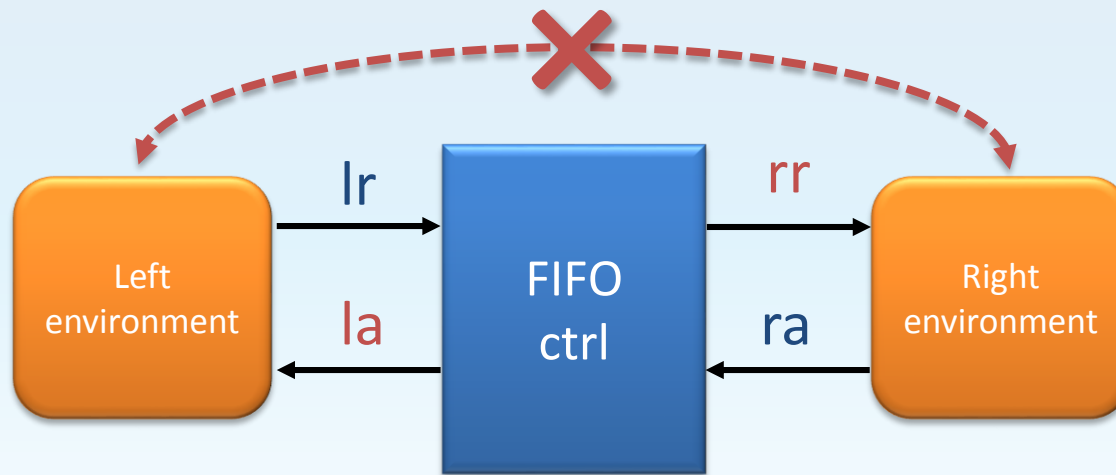 lr
rr
Left
environment
FIFO
ctrl
Right
environment
la
ra